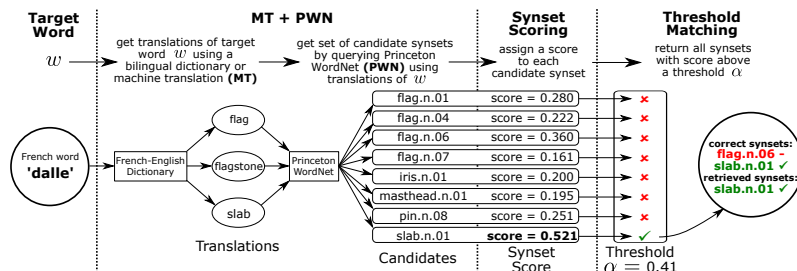 Target
Word
w
MT + PWN
get translations of target
word w using a
bilingual dictionary or
machine translation (MT)
get set of candidate synsets
by querying Princeton
WordNet (PWN) using
translations of w
Synset
Scoring
assign a score
to each
candidate synset
Threshold
Matching
return all synsets
with score above
a threshold α
French word
'dalle'
French-English
Dictionary
flag
flagstone
slab
Translations
Princeton
WordNet
flag.n.01 score = 0.280 ✘
flag.n.04 score = 0.222 ✘
flag.n.06 score = 0.360 ✘
flag.n.07 score = 0.161 ✘
iris.n.01 score = 0.200 ✘
masthead.n.01 score = 0.195 ✘
pin.n.08 score = 0.251 ✘
slab.n.01 score = 0.521 ✓
Candidates
Synset
Score
Threshold
α = 0.41
correct synsets:
flag.n.06 –
slab.n.01 ✓
retrieved synsets:
slab.n.01 ✓